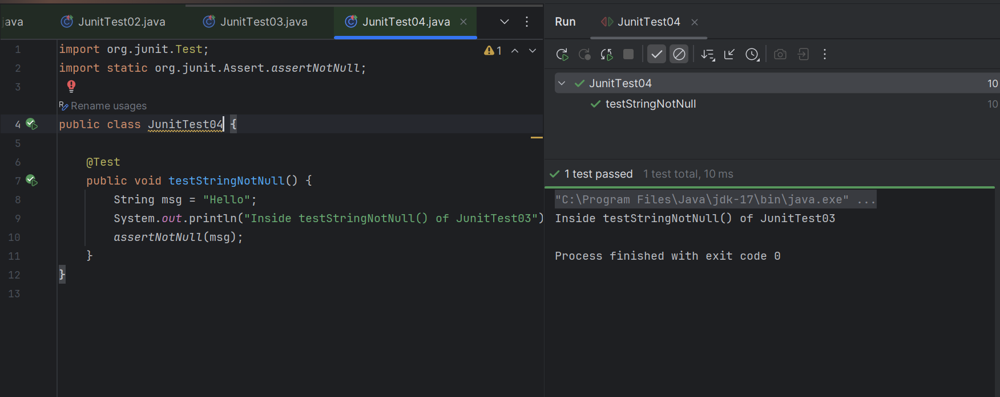 java
JunitTest02.java
JunitTest03.java
JunitTest04.java
1 import org.junit.Test;
1
2 import static org.junit.Assert.assertNotNull;
3
Rename usages
4 public class JunitTest04 {
5
6 @Test
7 public void testStringNotNull() {
8 String msg = "Hello";
9 System.out.println("Inside testStringNotNull() of JunitTest03")
10 assertNotNull(msg);
11 }
12 }
13
Run JunitTest04
JunitTest04 10
testStringNotNull 10
1 test passed 1 test total, 10 ms
"C:\Program Files\Java\jdk-17\bin\java.exe" ...
Inside testStringNotNull() of JunitTest03
Process finished with exit code 0